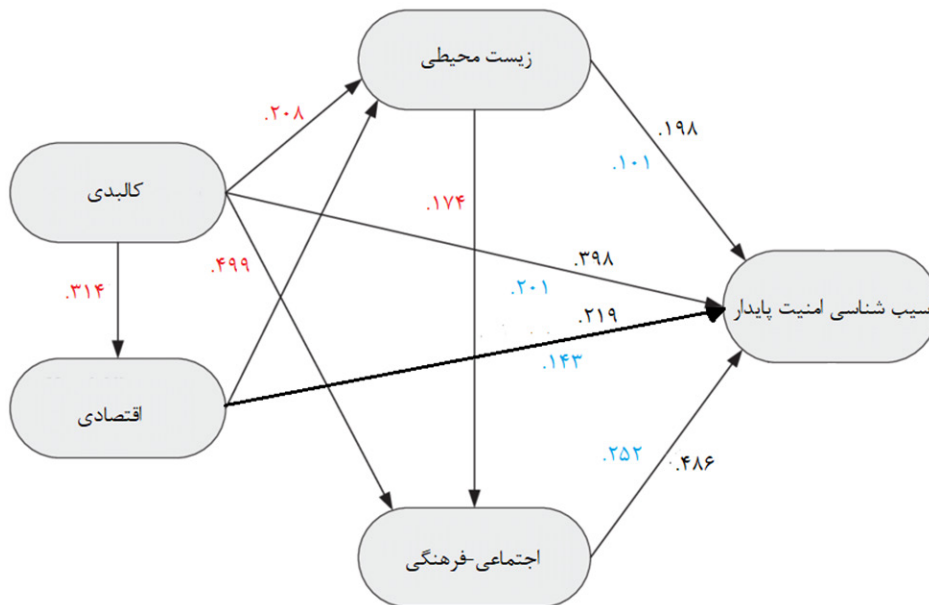 زیست محیطی
.۲۰۸
.۱۹۸
.۱۰۱
کالبدی
.۱۷۴
.۴۹۹
.۳۹۸
.۲۰۱
.۳۱۴
.۲۱۹
سیب شناسی امنیت پایدار
.۱۴۳
اقتصادی
.۲۵۲
.۴۸۶
اجتماعی-فرهنگی